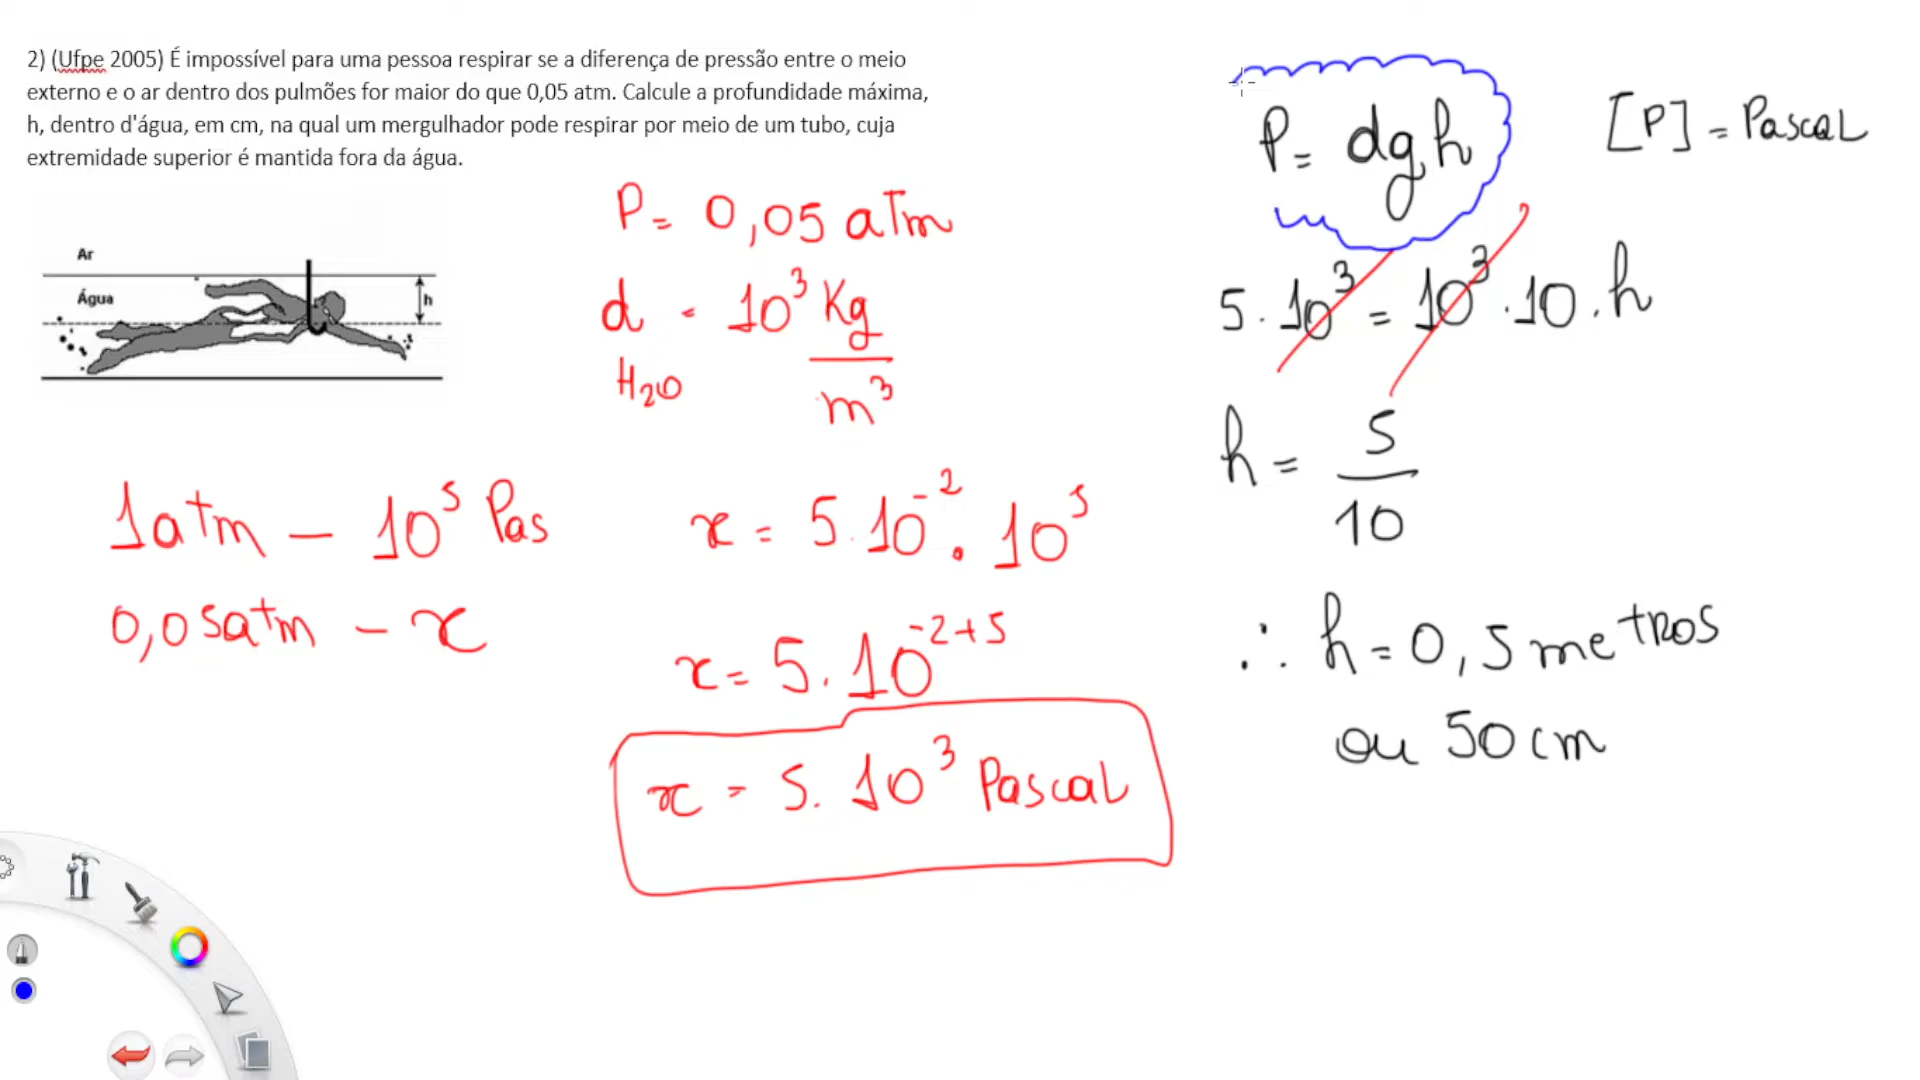 2) (Ufpe 2005) É impossível para uma pessoa respirar se a diferença de pressão entre o meio
externo e o ar dentro dos pulmões for maior do que 0,05 atm. Calcule a profundidade máxima,
h, dentro d'água, em cm, na qual um mergulhador pode respirar por meio de um tubo, cuja
extremidade superior é mantida fora da água.
Ar
Água
h
P = 0,05 atm
d = 10³ Kg
m³
H₂O
1 atm – 10⁵ Pas
0,05 atm – x
x = 5.10⁻² . 10⁵
x = 5.10⁻²⁺⁵
x = 5.10³ Pascal
P = dgh
[P] = Pascal
5.10³ = 10³.10.h
h = 5
10
∴ h = 0,5 metros
ou 50 cm